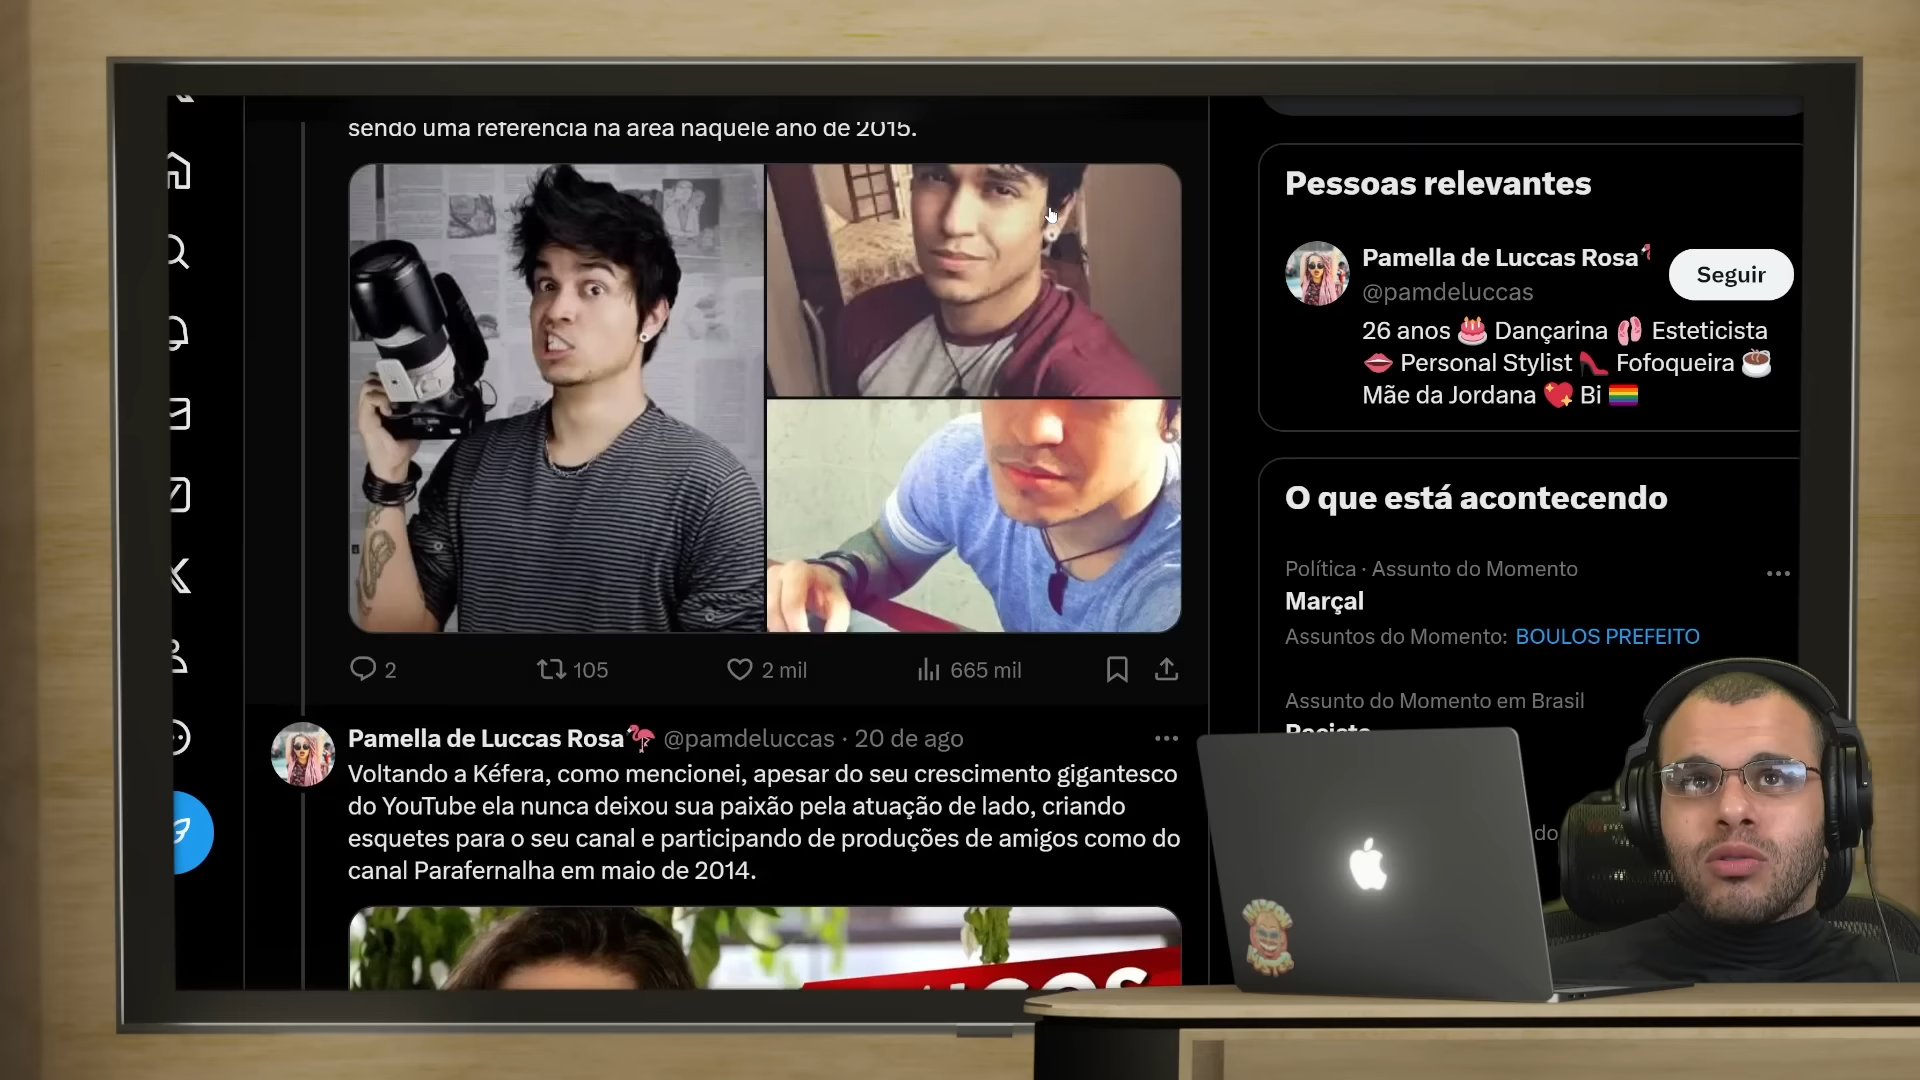 sendo uma referência na área naquele ano de 2015.
2 105 2 mil 665 mil
Pamella de Luccas Rosa🦩 @pamdeluccas · 20 de ago
Voltando a Kéfera, como mencionei, apesar do seu crescimento gigantesco
do YouTube ela nunca deixou sua paixão pela atuação de lado, criando
esquetes para o seu canal e participando de produções de amigos como do
canal Parafernalha em maio de 2014.
Pessoas relevantes
Pamella de Luccas Rosa
@pamdeluccas
Seguir
26 anos 🎂 Dançarina 🩰 Esteticista
👄 Personal Stylist 👠 Fofoqueira ☕
Mãe da Jordana 💖 Bi 🏳️‍🌈
O que está acontecendo
Política · Assunto do Momento
Marçal
Assuntos do Momento: BOULOS PREFEITO
Assunto do Momento em Brasil
Racista
do